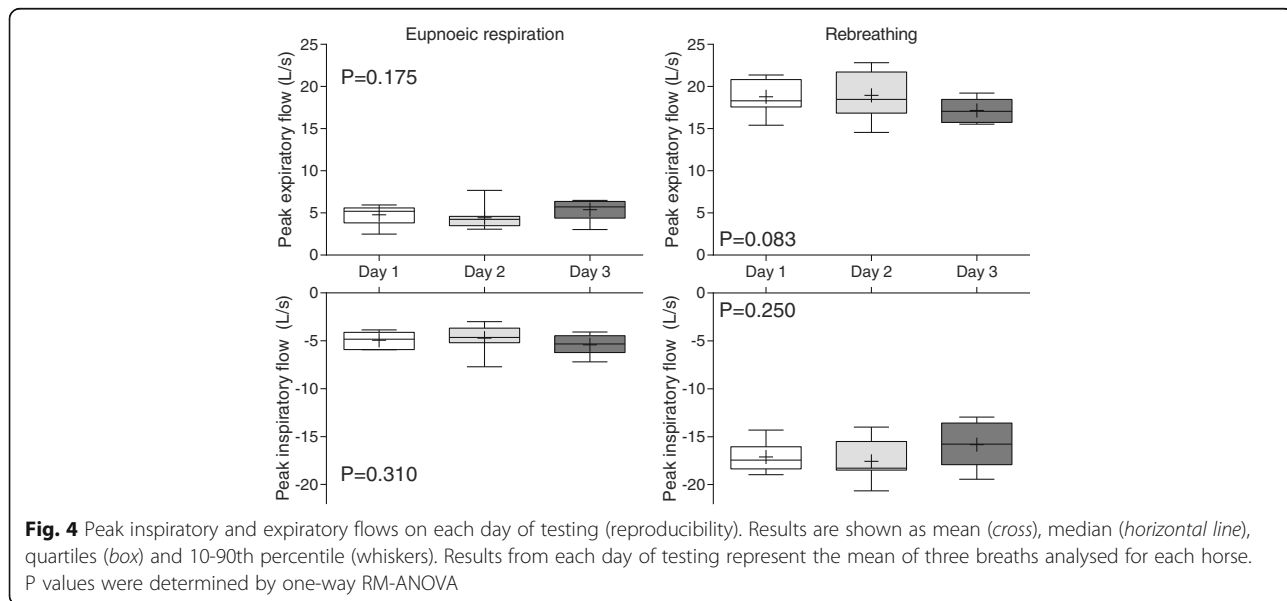 Eupnoeic respiration
Rebreathing
Peak expiratory flow (L/s)
25
20
15
10
5
0
P=0.175
Peak expiratory flow (L/s)
25
20
15
10
5
0
P=0.083
Day 1 Day 2 Day 3
Day 1 Day 2 Day 3
Peak inspiratory flow (L/s)
0
-5
-10
-15
-20
P=0.310
Peak inspiratory flow (L/s)
0
-5
-10
-15
-20
P=0.250
Fig. 4 Peak inspiratory and expiratory flows on each day of testing (reproducibility). Results are shown as mean (cross), median (horizontal line),
quartiles (box) and 10-90th percentile (whiskers). Results from each day of testing represent the mean of three breaths analysed for each horse.
P values were determined by one-way RM-ANOVA